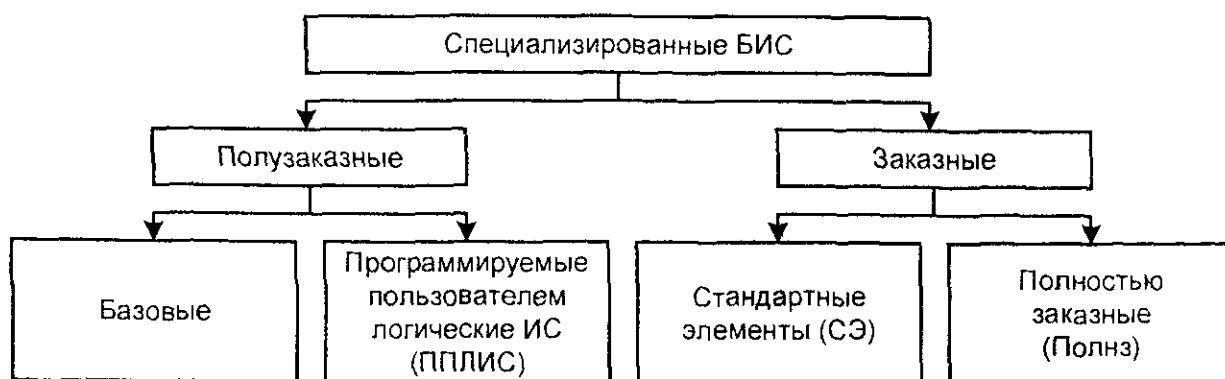 Специализированные БИС
Полузаказные
Заказные
Базовые
Программируемые
пользователем
логические ИС
(ППЛИС)
Стандартные
элементы (СЭ)
Полностью
заказные
(Полнз)